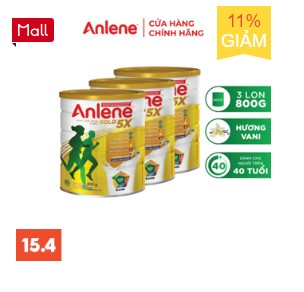 Mall
Anlene®
CỬA HÀNG
CHÍNH HÃNG
11%
GIẢM
Anlene
GOLD 5X
3 LON
800G
HƯƠNG
VANI
40
DÀNH CHO
NGƯỜI TRÊN
40 TUỔI
15.4